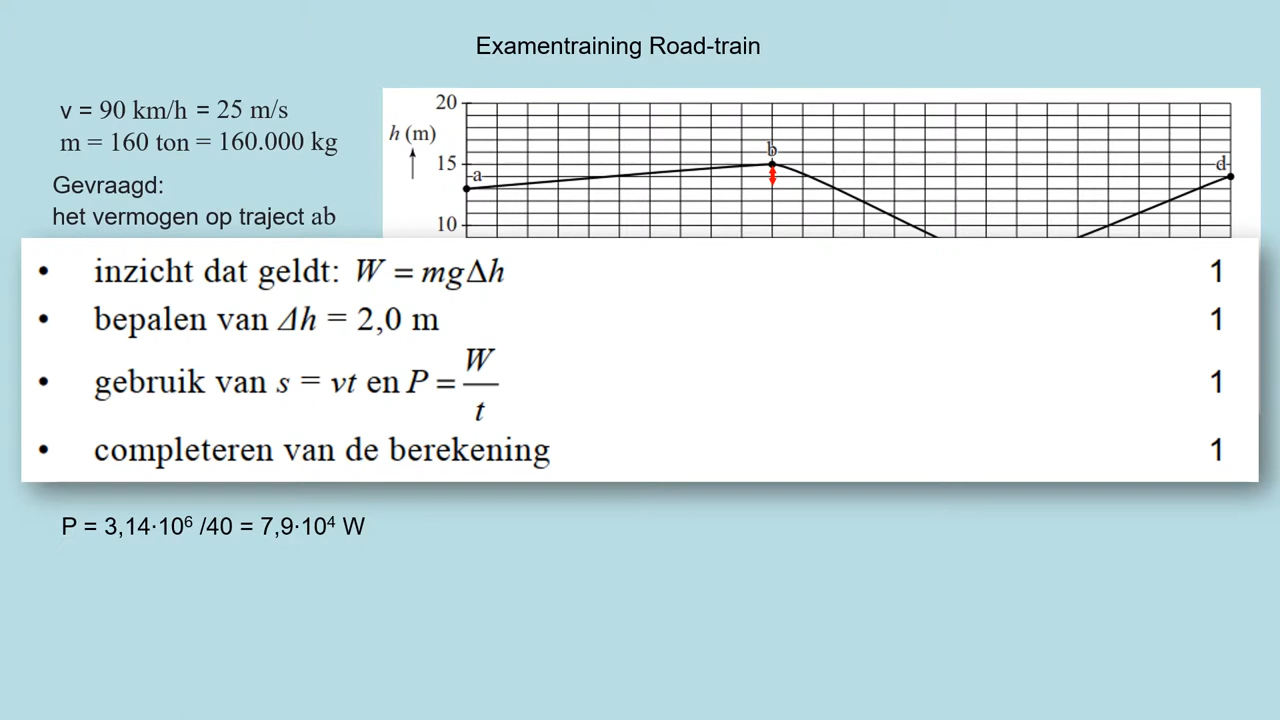 Examentraining Road-train
v = 90 km/h = 25 m/s
m = 160 ton = 160.000 kg
Gevraagd:
het vermogen op traject ab
20
h (m)
15
10
a
b
d
• inzicht dat geldt: W = mgΔh 1
• bepalen van Δh = 2,0 m 1
• gebruik van s = vt en P = W/t 1
• completeren van de berekening 1
P = 3,14·10⁶ /40 = 7,9·10⁴ W